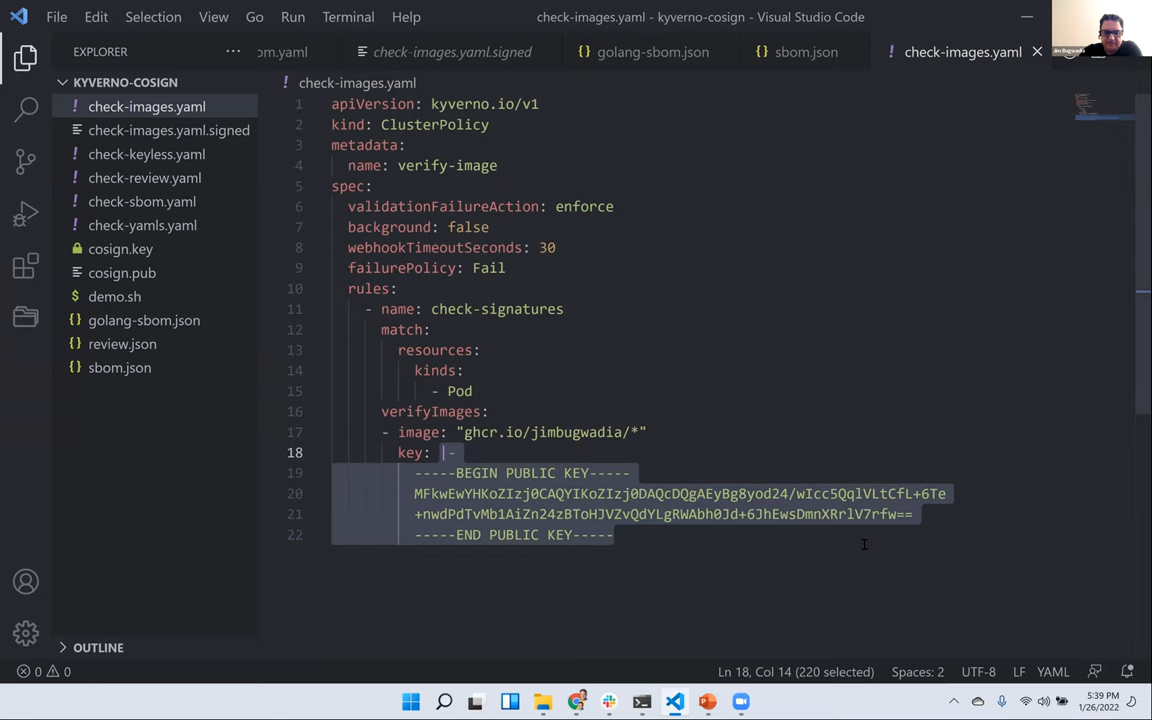 File Edit Selection View Go Run Terminal Help check-images.yaml - kyverno-cosign - Visual Studio Code
Jim Bugwadia
EXPLORER ··· om.yaml check-images.yaml.signed golang-sbom.json sbom.json check-images.yaml
KYVERNO-COSIGN
check-images.yaml
check-images.yaml.signed
check-keyless.yaml
check-review.yaml
check-sbom.yaml
check-yamls.yaml
cosign.key
cosign.pub
demo.sh
golang-sbom.json
review.json
sbom.json
OUTLINE
check-images.yaml
1 apiVersion: kyverno.io/v1
2 kind: ClusterPolicy
3 metadata:
4 name: verify-image
5 spec:
6 validationFailureAction: enforce
7 background: false
8 webhookTimeoutSeconds: 30
9 failurePolicy: Fail
10 rules:
11 - name: check-signatures
12 match:
13 resources:
14 kinds:
15 - Pod
16 verifyImages:
17 - image: "ghcr.io/jimbugwadia/*"
18 key: |-
19 -----BEGIN PUBLIC KEY-----
20 MFkwEwYHKoZIzj0CAQYIKoZIzj0DAQcDQgAEyBg8yod24/wIcc5QqlVLtCfL+6Te
21 +nwdPdTvMb1AiZn24zBToHJVZvQdYLgRWAbh0Jd+6JhEwsDmnXRrlV7rfw==
22 -----END PUBLIC KEY-----
0 0 Ln 18, Col 14 (220 selected) Spaces: 2 UTF-8 LF YAML
5:39 PM
1/26/2022